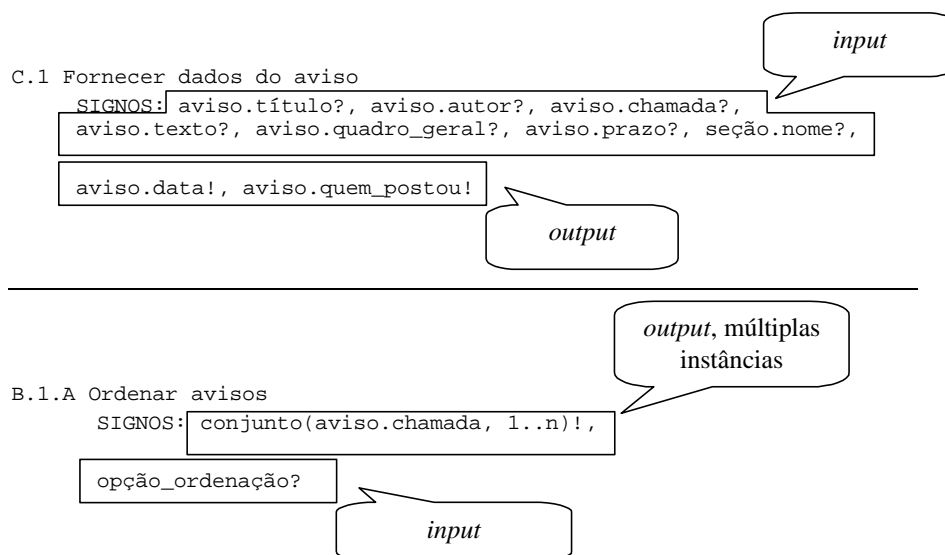 input
C.1 Fornecer dados do aviso
SIGNOS: aviso.título?, aviso.autor?, aviso.chamada?,
aviso.texto?, aviso.quadro_geral?, aviso.prazo?, seção.nome?,
aviso.data!, aviso.quem_postou!
output
output, múltiplas
instâncias
B.1.A Ordenar avisos
SIGNOS: conjunto(aviso.chamada, 1..n)!,
opção_ordenação?
input